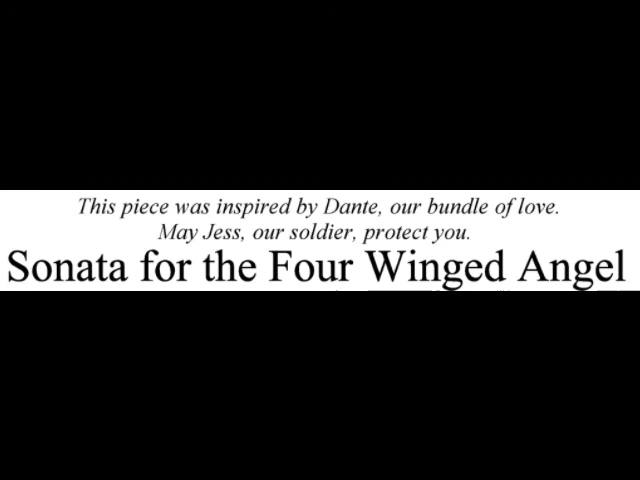 This piece was inspired by Dante, our bundle of love.
May Jess, our soldier, protect you.
Sonata for the Four Winged Angel